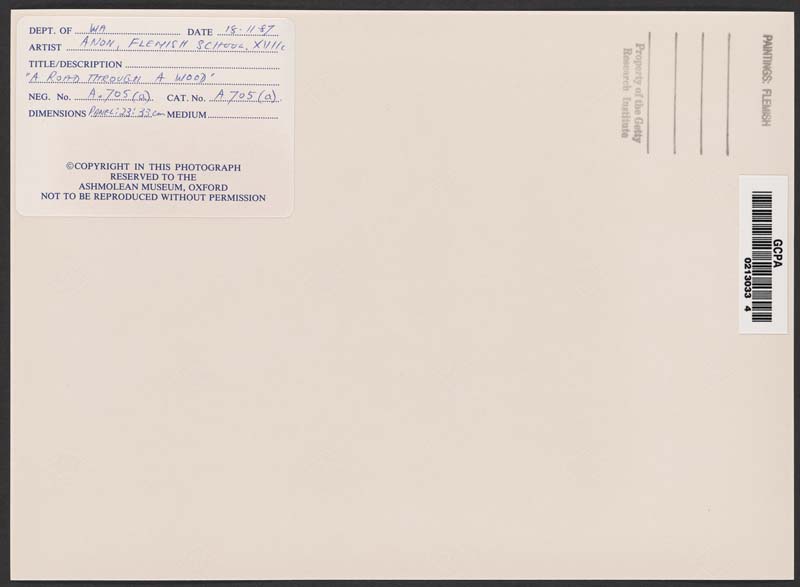 DEPT. OF WA DATE 18-11-87
ARTIST ANON, FLEMISH SCHOOL, XVIIc
TITLE/DESCRIPTION
"A ROAD THROUGH A WOOD"
NEG. No. A.705(a) CAT. No. A705(a)
DIMENSIONS Panel: 23: 33 cm MEDIUM
©COPYRIGHT IN THIS PHOTOGRAPH
RESERVED TO THE
ASHMOLEAN MUSEUM, OXFORD
NOT TO BE REPRODUCED WITHOUT PERMISSION
Property of the Getty
Research Institute
PAINTINGS: FLEMISH
GCPA
0213033 4